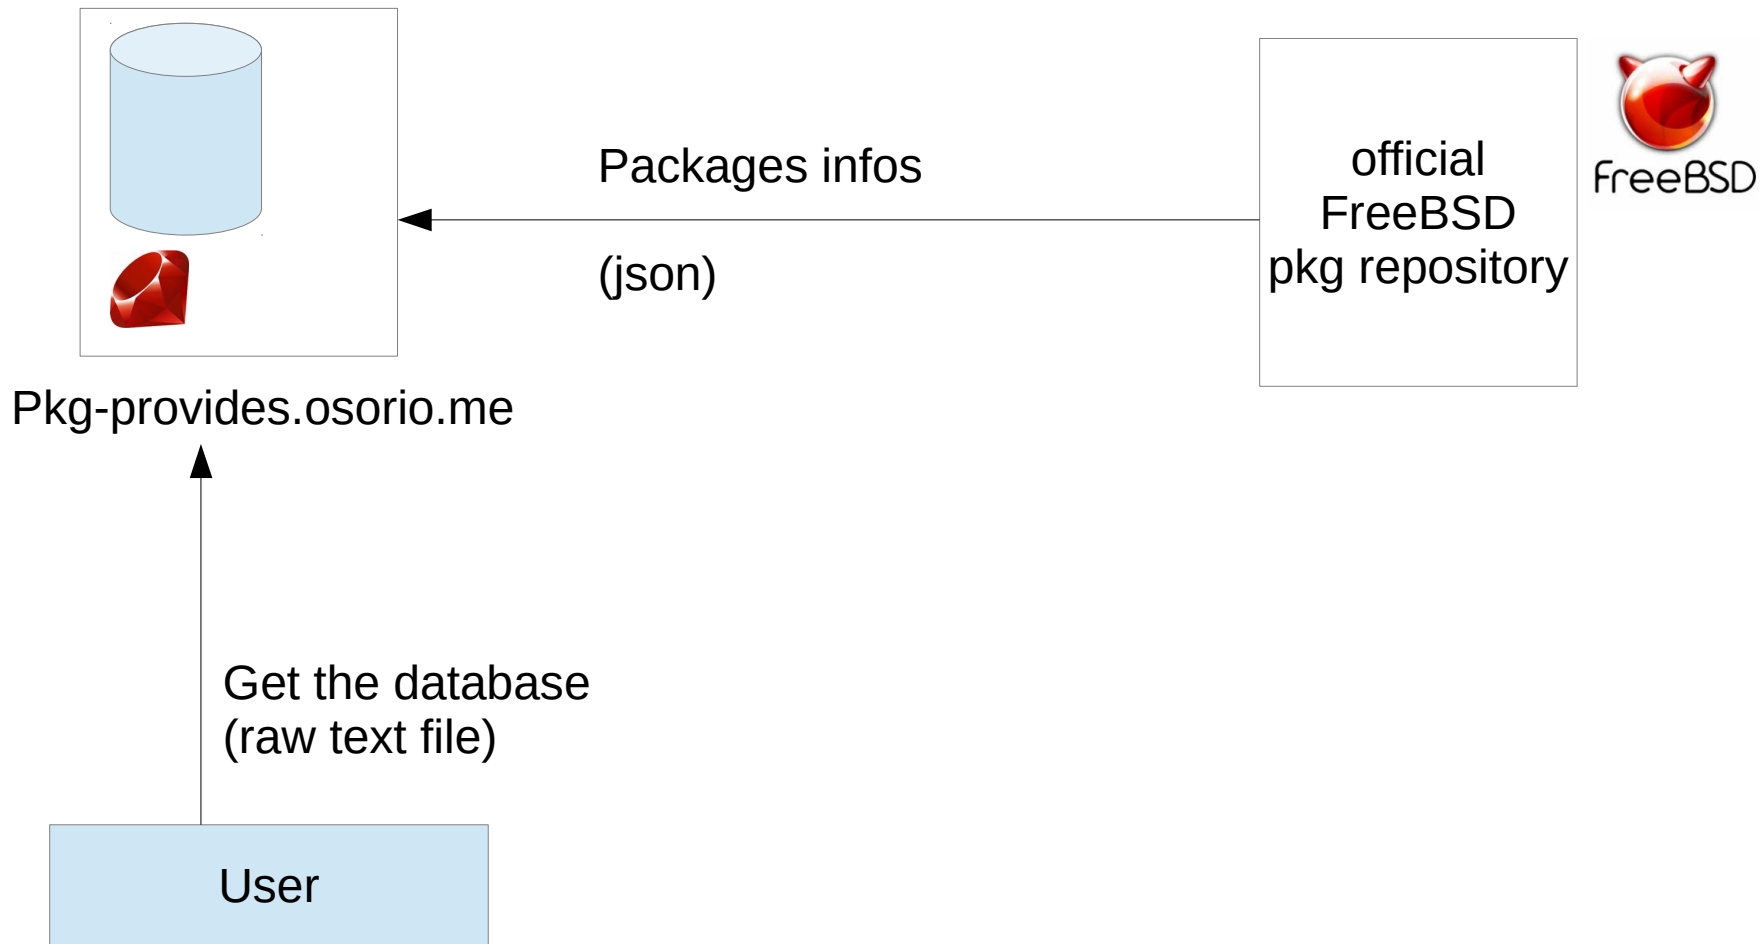 Packages infos
(json)
official
FreeBSD
pkg repository
FreeBSD
Pkg-provides.osorio.me
Get the database
(raw text file)
User